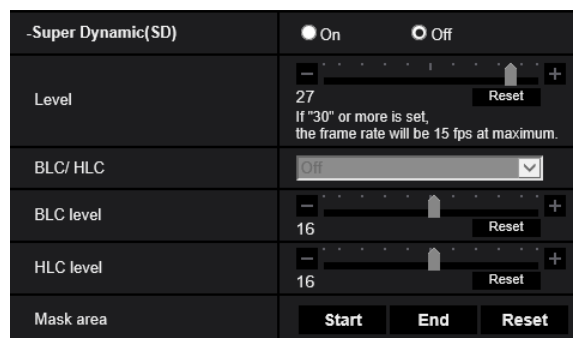 -Super Dynamic(SD)
On Off
Level
27 Reset
If "30" or more is set,
the frame rate will be 15 fps at maximum.
BLC/ HLC
Off
BLC level
16 Reset
HLC level
16 Reset
Mask area
Start End Reset